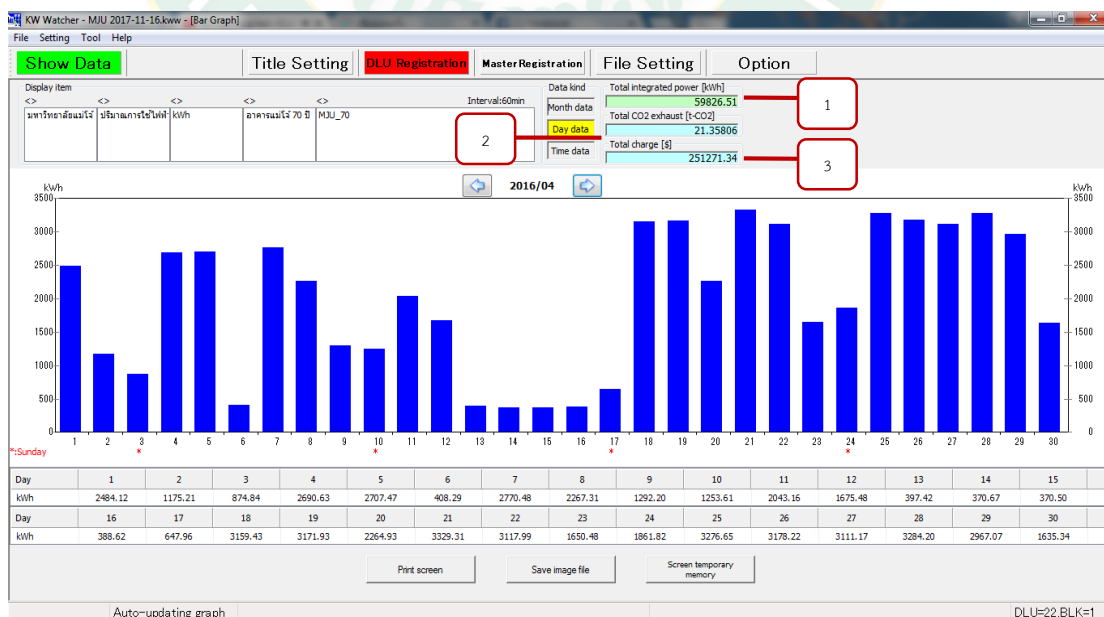 KW Watcher - MJU 2017-11-16.kww - [Bar Graph]
File Setting Tool Help
Show Data Title Setting DLU Registration Master Registration File Setting Option
Display item Data kind Total integrated power [kWh]
<> <> <> <> <> Interval:60min Month data 59826.51 1
มหาวิทยาลัยแม่โจ้ ปริมาณการใช้ไฟฟ้ kWh อาคารแม่โจ้ 70 ปี MJU_70 Total CO2 exhaust [t-CO2]
2 Day data 21.35806
Time data Total charge [$]
251271.34 3
kWh 2016/04 kWh
3500 3500
3000 3000
2500 2500
2000 2000
1500 1500
1000 1000
500 500
0 0
1 2 3 4 5 6 7 8 9 10 11 12 13 14 15 16 17 18 19 20 21 22 23 24 25 26 27 28 29 30
*:Sunday * * * *
Day 1 2 3 4 5 6 7 8 9 10 11 12 13 14 15
kWh 2484.12 1175.21 874.84 2690.63 2707.47 408.29 2770.48 2267.31 1292.20 1253.61 2043.16 1675.48 397.42 370.67 370.50
Day 16 17 18 19 20 21 22 23 24 25 26 27 28 29 30
kWh 388.62 647.96 3159.43 3171.93 2264.93 3329.31 3117.99 1650.48 1861.82 3276.65 3178.22 3111.17 3284.20 2967.07 1635.34
Print screen Save image file Screen temporary memory
Auto-updating graph DLU=22.BLK=1